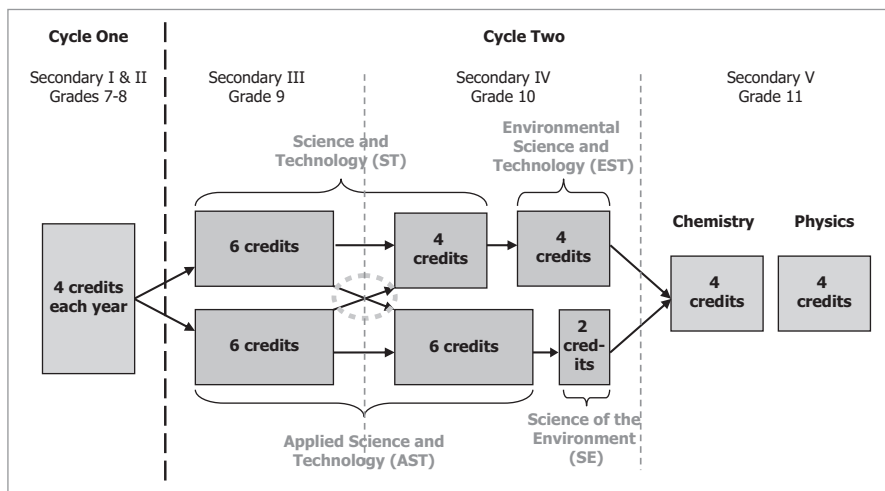 Cycle One
Cycle Two
Secondary I & II
Grades 7-8
Secondary III
Grade 9
Secondary IV
Grade 10
Secondary V
Grade 11
Science and
Technology (ST)
Environmental
Science and
Technology (EST)
Chemistry
Physics
4 credits
each year
6 credits
4
credits
4
credits
4
credits
4
credits
6 credits
6 credits
2
cred-
its
Applied Science and
Technology (AST)
Science of the
Environment
(SE)